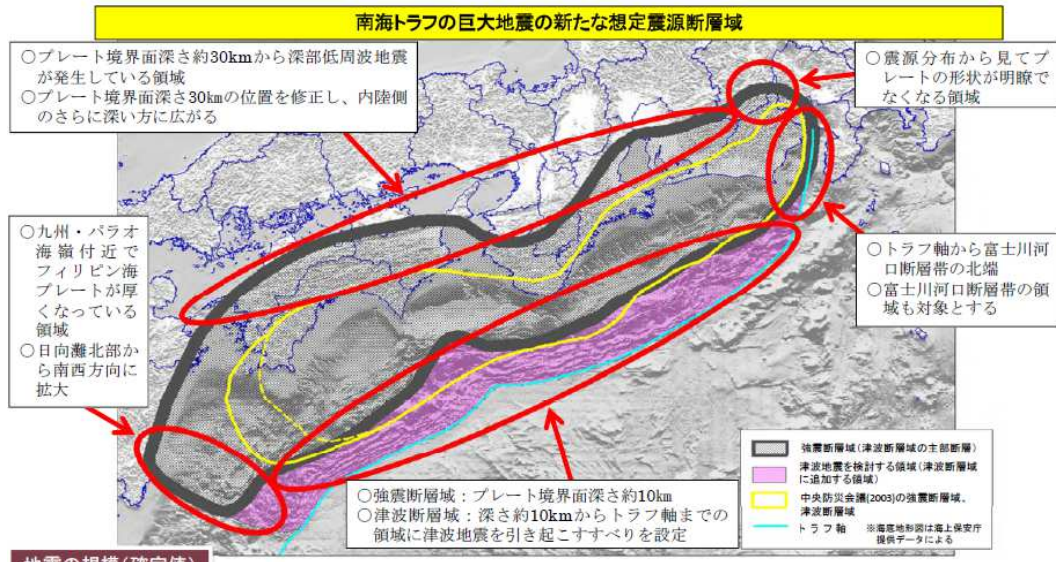 南海トラフの巨大地震の新たな想定震源断層域
○プレート境界面深さ約30kmから深部低周波地震
が発生している領域
○プレート境界面深さ30kmの位置を修正し、内陸側
のさらに深い方に広がる
○震源分布から見てプ
レートの形状が明瞭で
なくなる領域
○九州・パラオ
海嶺付近で
フィリピン海
プレートが厚
くなっている
領域
○日向灘北部か
ら南西方向に
拡大
○トラフ軸から富士川河
口断層帯の北端
○富士川河口断層帯の領
域も対象とする
○強震断層域：プレート境界面深さ約10km
○津波断層域：深さ約10kmからトラフ軸までの
領域に津波地震を引き起こすすべりを設定
強震断層域(津波断層域の主部断層)
津波地震を検討する領域(津波断層域
に追加する領域)
中央防災会議(2003)の強震断層域、
津波断層域
トラフ軸
※海底地形図は海上保安庁
提供データによる
地震の規模(確定値)